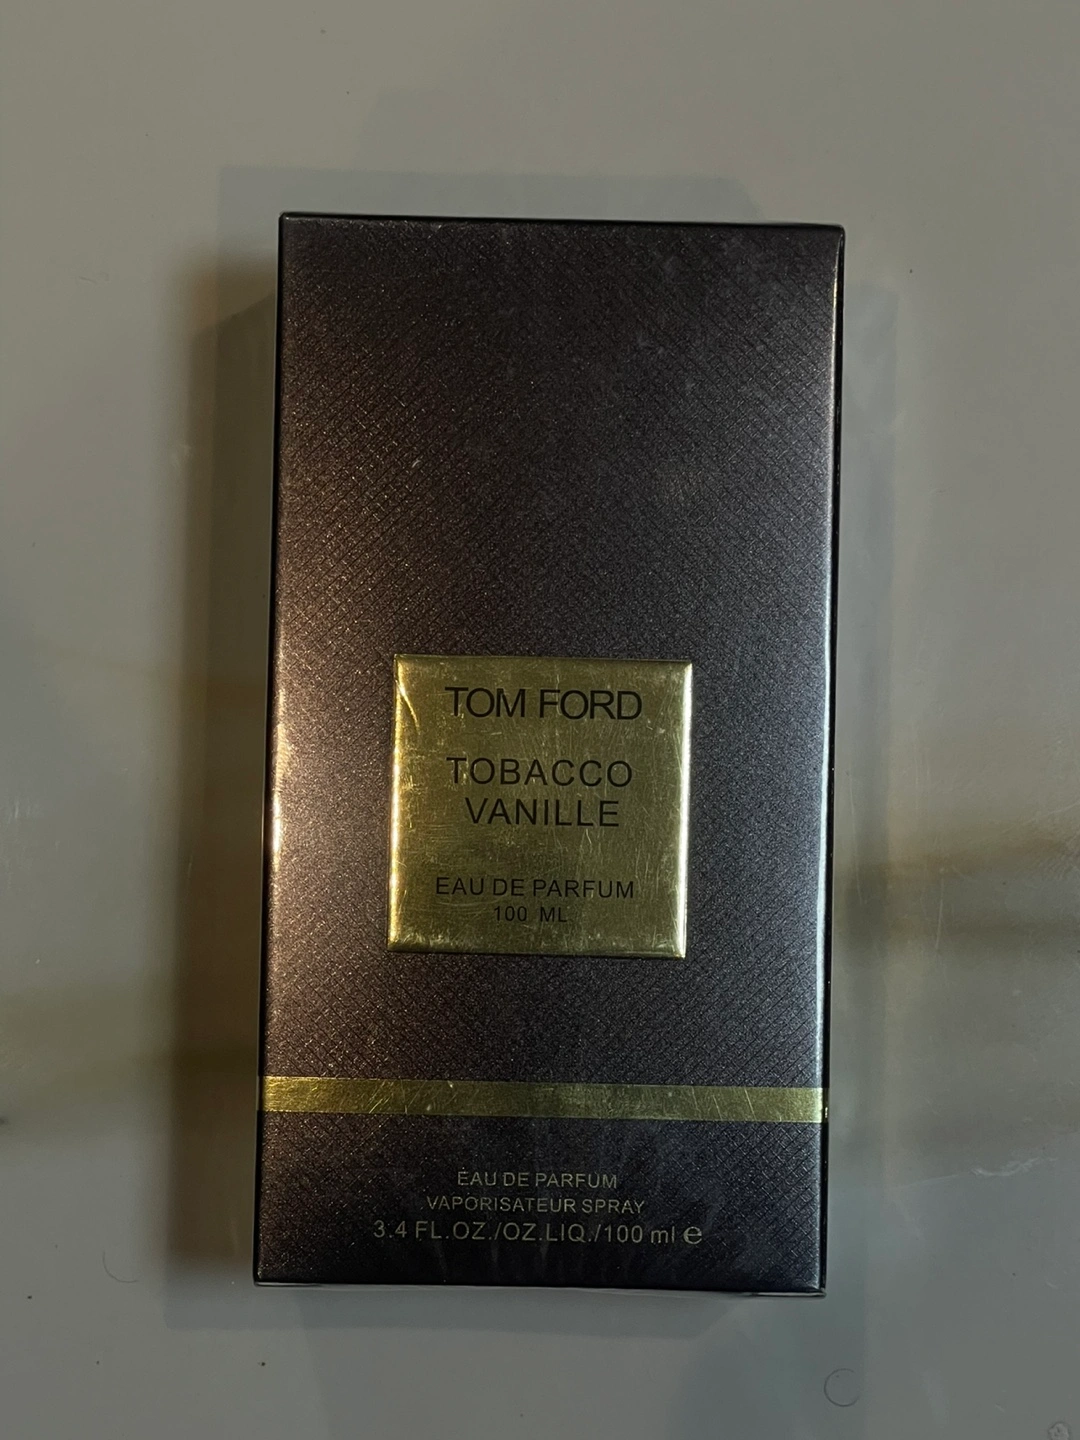 TOM FORD
TOBACCO
VANILLE
EAU DE PARFUM
100 ML
EAU DE PARFUM
VAPORISATEUR SPRAY
3.4 FL.OZ./OZ.LIQ./100 ml e